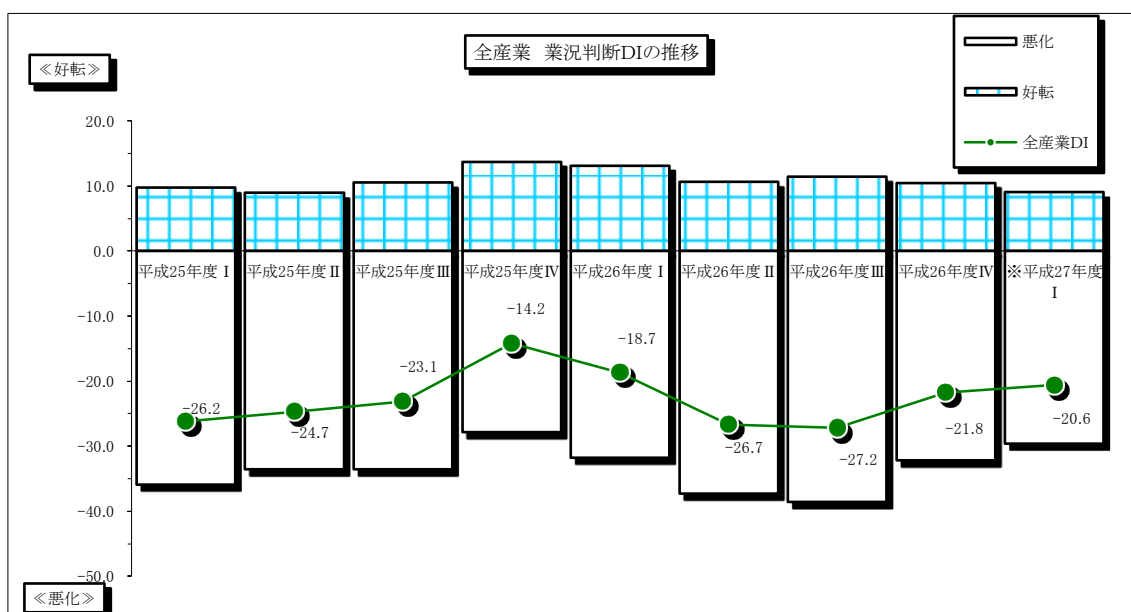 全産業　業況判断DIの推移
≪好転≫
悪化
好転
全産業DI
20.0
10.0
0.0
-10.0
-20.0
-30.0
-40.0
-50.0
平成25年度Ⅰ
平成25年度Ⅱ
平成25年度Ⅲ
平成25年度Ⅳ
平成26年度Ⅰ
平成26年度Ⅱ
平成26年度Ⅲ
平成26年度Ⅳ
※平成27年度
Ⅰ
-26.2
-24.7
-23.1
-14.2
-18.7
-26.7
-27.2
-21.8
-20.6
≪悪化≫